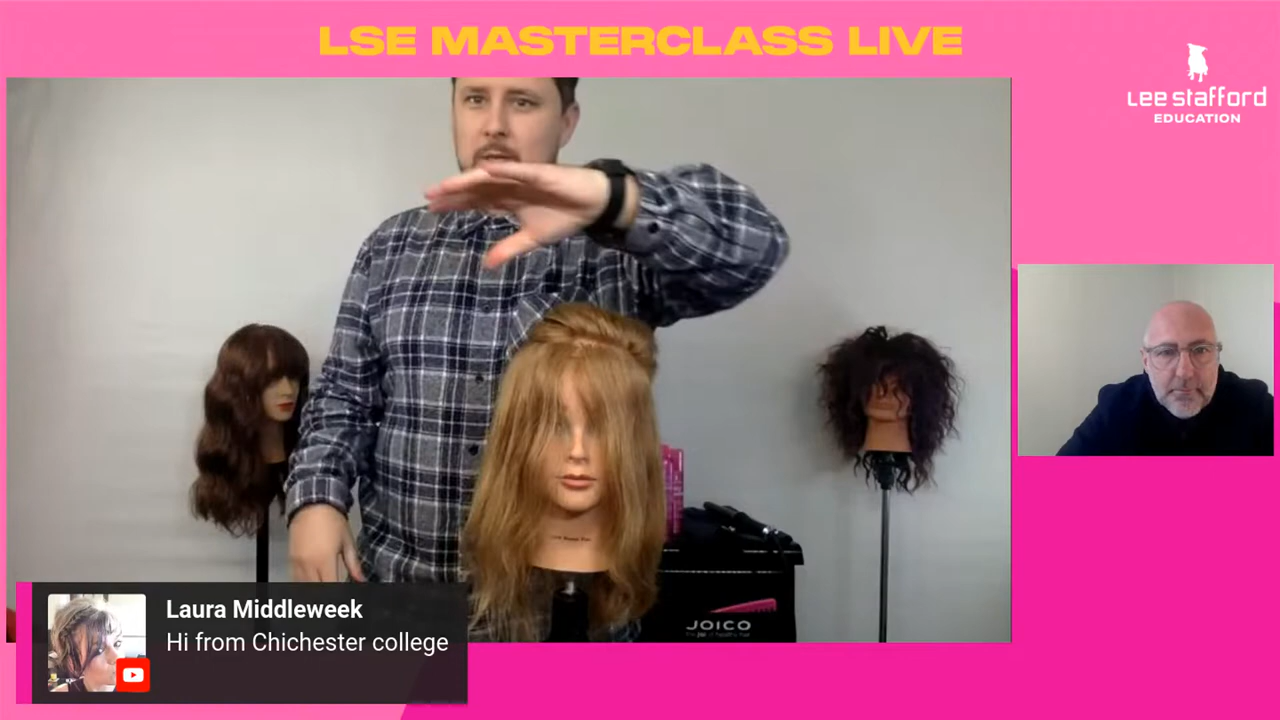 LSE MASTERCLASS LIVE
Lee Stafford
EDUCATION
JOICO
Laura Middleweek
Hi from Chichester college